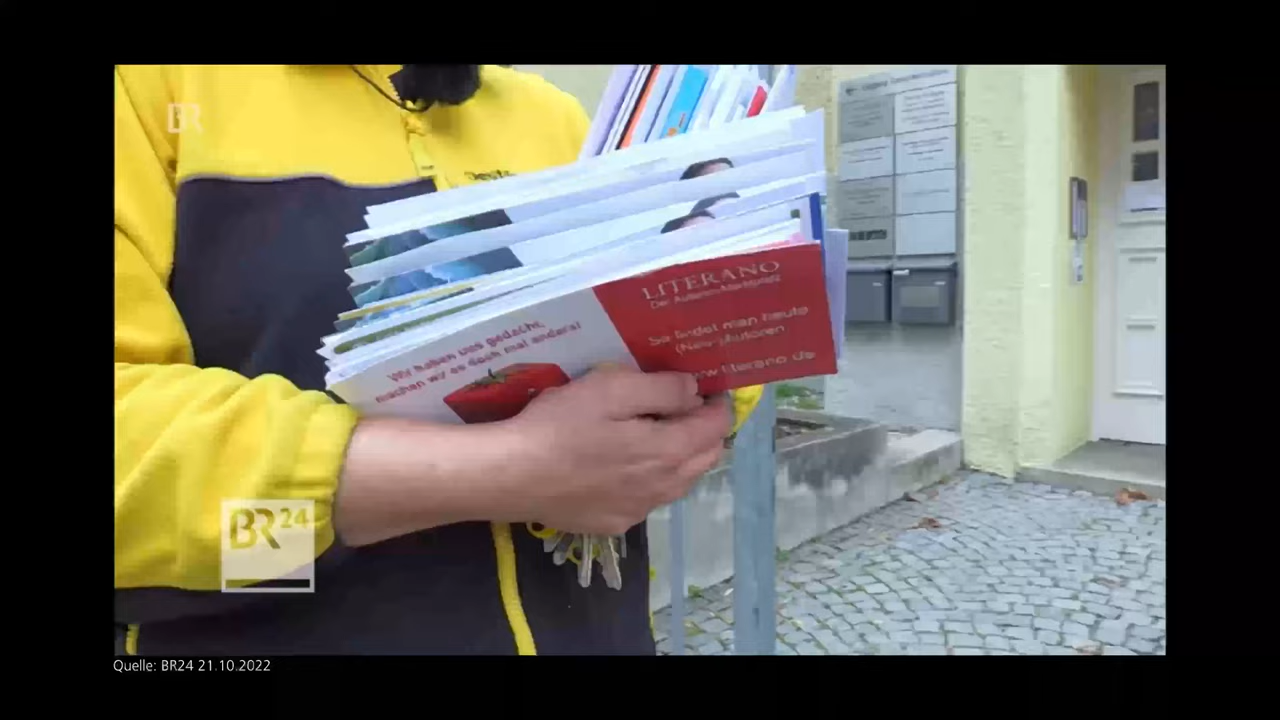 BR
LITERANO
Der Autoren-Marktplatz
So findet man heute
(Neu-)Autoren
www.literano.de
Wir haben uns gedacht,
machen wir es doch mal anders!
BR24
Quelle: BR24 21.10.2022